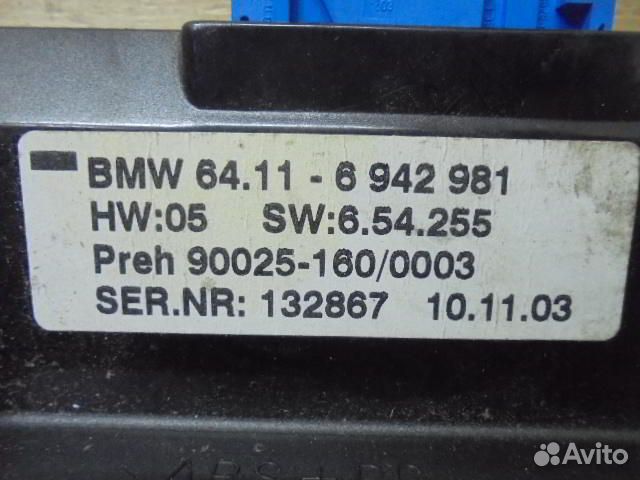 BMW 64.11 - 6 942 981
HW:05 SW:6.54.255
Preh 90025-160/0003
SER.NR: 132867 10.11.03
Avito